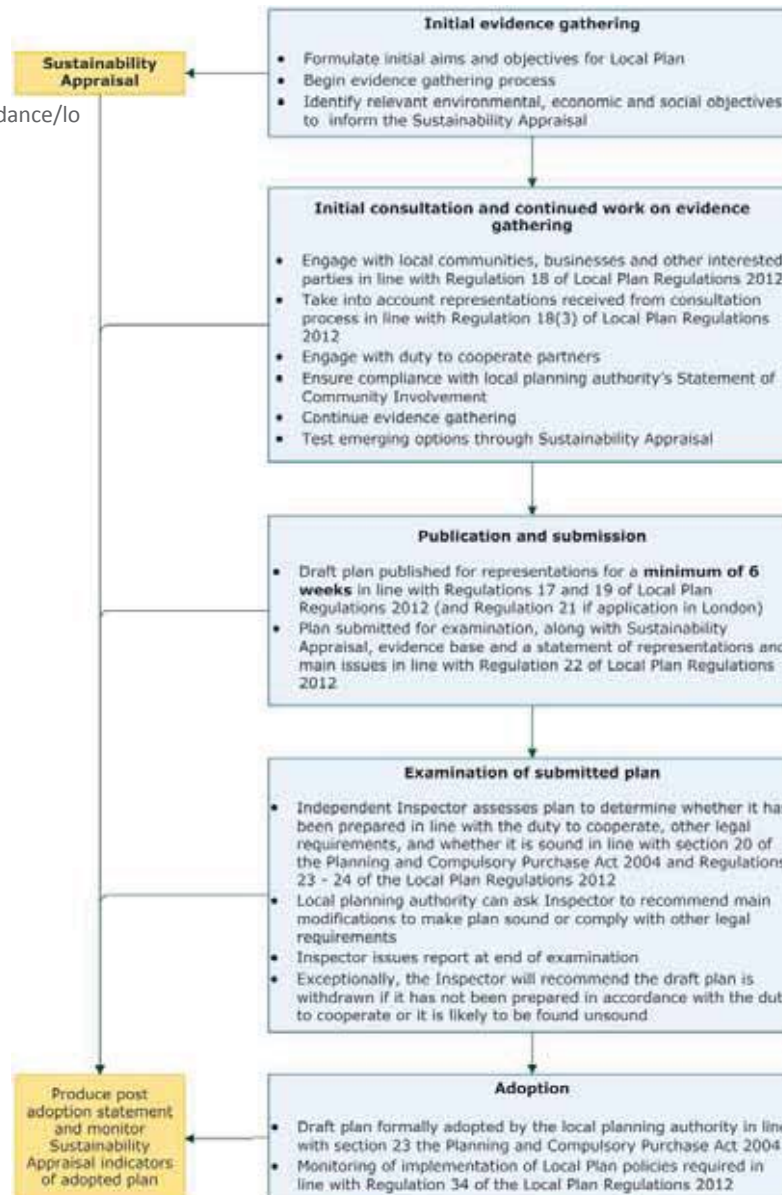 Sustainability
Appraisal
dance/lo
Initial evidence gathering
• Formulate initial aims and objectives for Local Plan
• Begin evidence gathering process
• Identify relevant environmental, economic and social objectives
to inform the Sustainability Appraisal
Initial consultation and continued work on evidence
gathering
• Engage with local communities, businesses and other interested
parties in line with Regulation 18 of Local Plan Regulations 2012
• Take into account representations received from consultation
process in line with Regulation 18(3) of Local Plan Regulations
2012
• Engage with duty to cooperate partners
• Ensure compliance with local planning authority's Statement of
Community Involvement
• Continue evidence gathering
• Test emerging options through Sustainability Appraisal
Publication and submission
• Draft plan published for representations for a minimum of 6
weeks in line with Regulations 17 and 19 of Local Plan
Regulations 2012 (and Regulation 21 if application in London)
• Plan submitted for examination, along with Sustainability
Appraisal, evidence base and a statement of representations and
main issues in line with Regulation 22 of Local Plan Regulations
2012
Examination of submitted plan
• Independent Inspector assesses plan to determine whether it has
been prepared in line with the duty to cooperate, other legal
requirements, and whether it is sound in line with section 20 of
the Planning and Compulsory Purchase Act 2004 and Regulations
23 - 24 of the Local Plan Regulations 2012
• Local planning authority can ask Inspector to recommend main
modifications to make plan sound or comply with other legal
requirements
• Inspector issues report at end of examination
• Exceptionally, the Inspector will recommend the draft plan is
withdrawn if it has not been prepared in accordance with the dut
to cooperate or it is likely to be found unsound
Adoption
• Draft plan formally adopted by the local planning authority in line
with section 23 the Planning and Compulsory Purchase Act 2004
• Monitoring of implementation of Local Plan policies required in
line with Regulation 34 of the Local Plan Regulations 2012
Produce post
adoption statement
and monitor
Sustainability
Appraisal indicators
of adopted plan